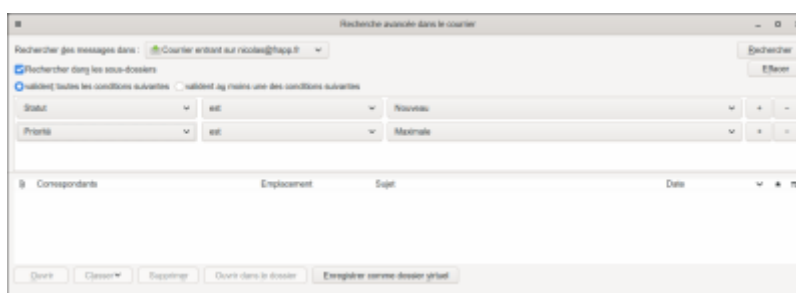 Recherche avancée dans le courrier
Rechercher des messages dans : Courrier entrant sur nicolas@fhapp.fr
Rechercher
Rechercher dans les sous-dossiers
Effacer
valident toutes les conditions suivantes valident au moins une des conditions suivantes
Statut est Nouveau + -
Priorité est Maximale + -
Correspondants Emplacement Sujet Date
Ouvrir Classer Supprimer Ouvrir dans le dossier Enregistrer comme dossier virtuel